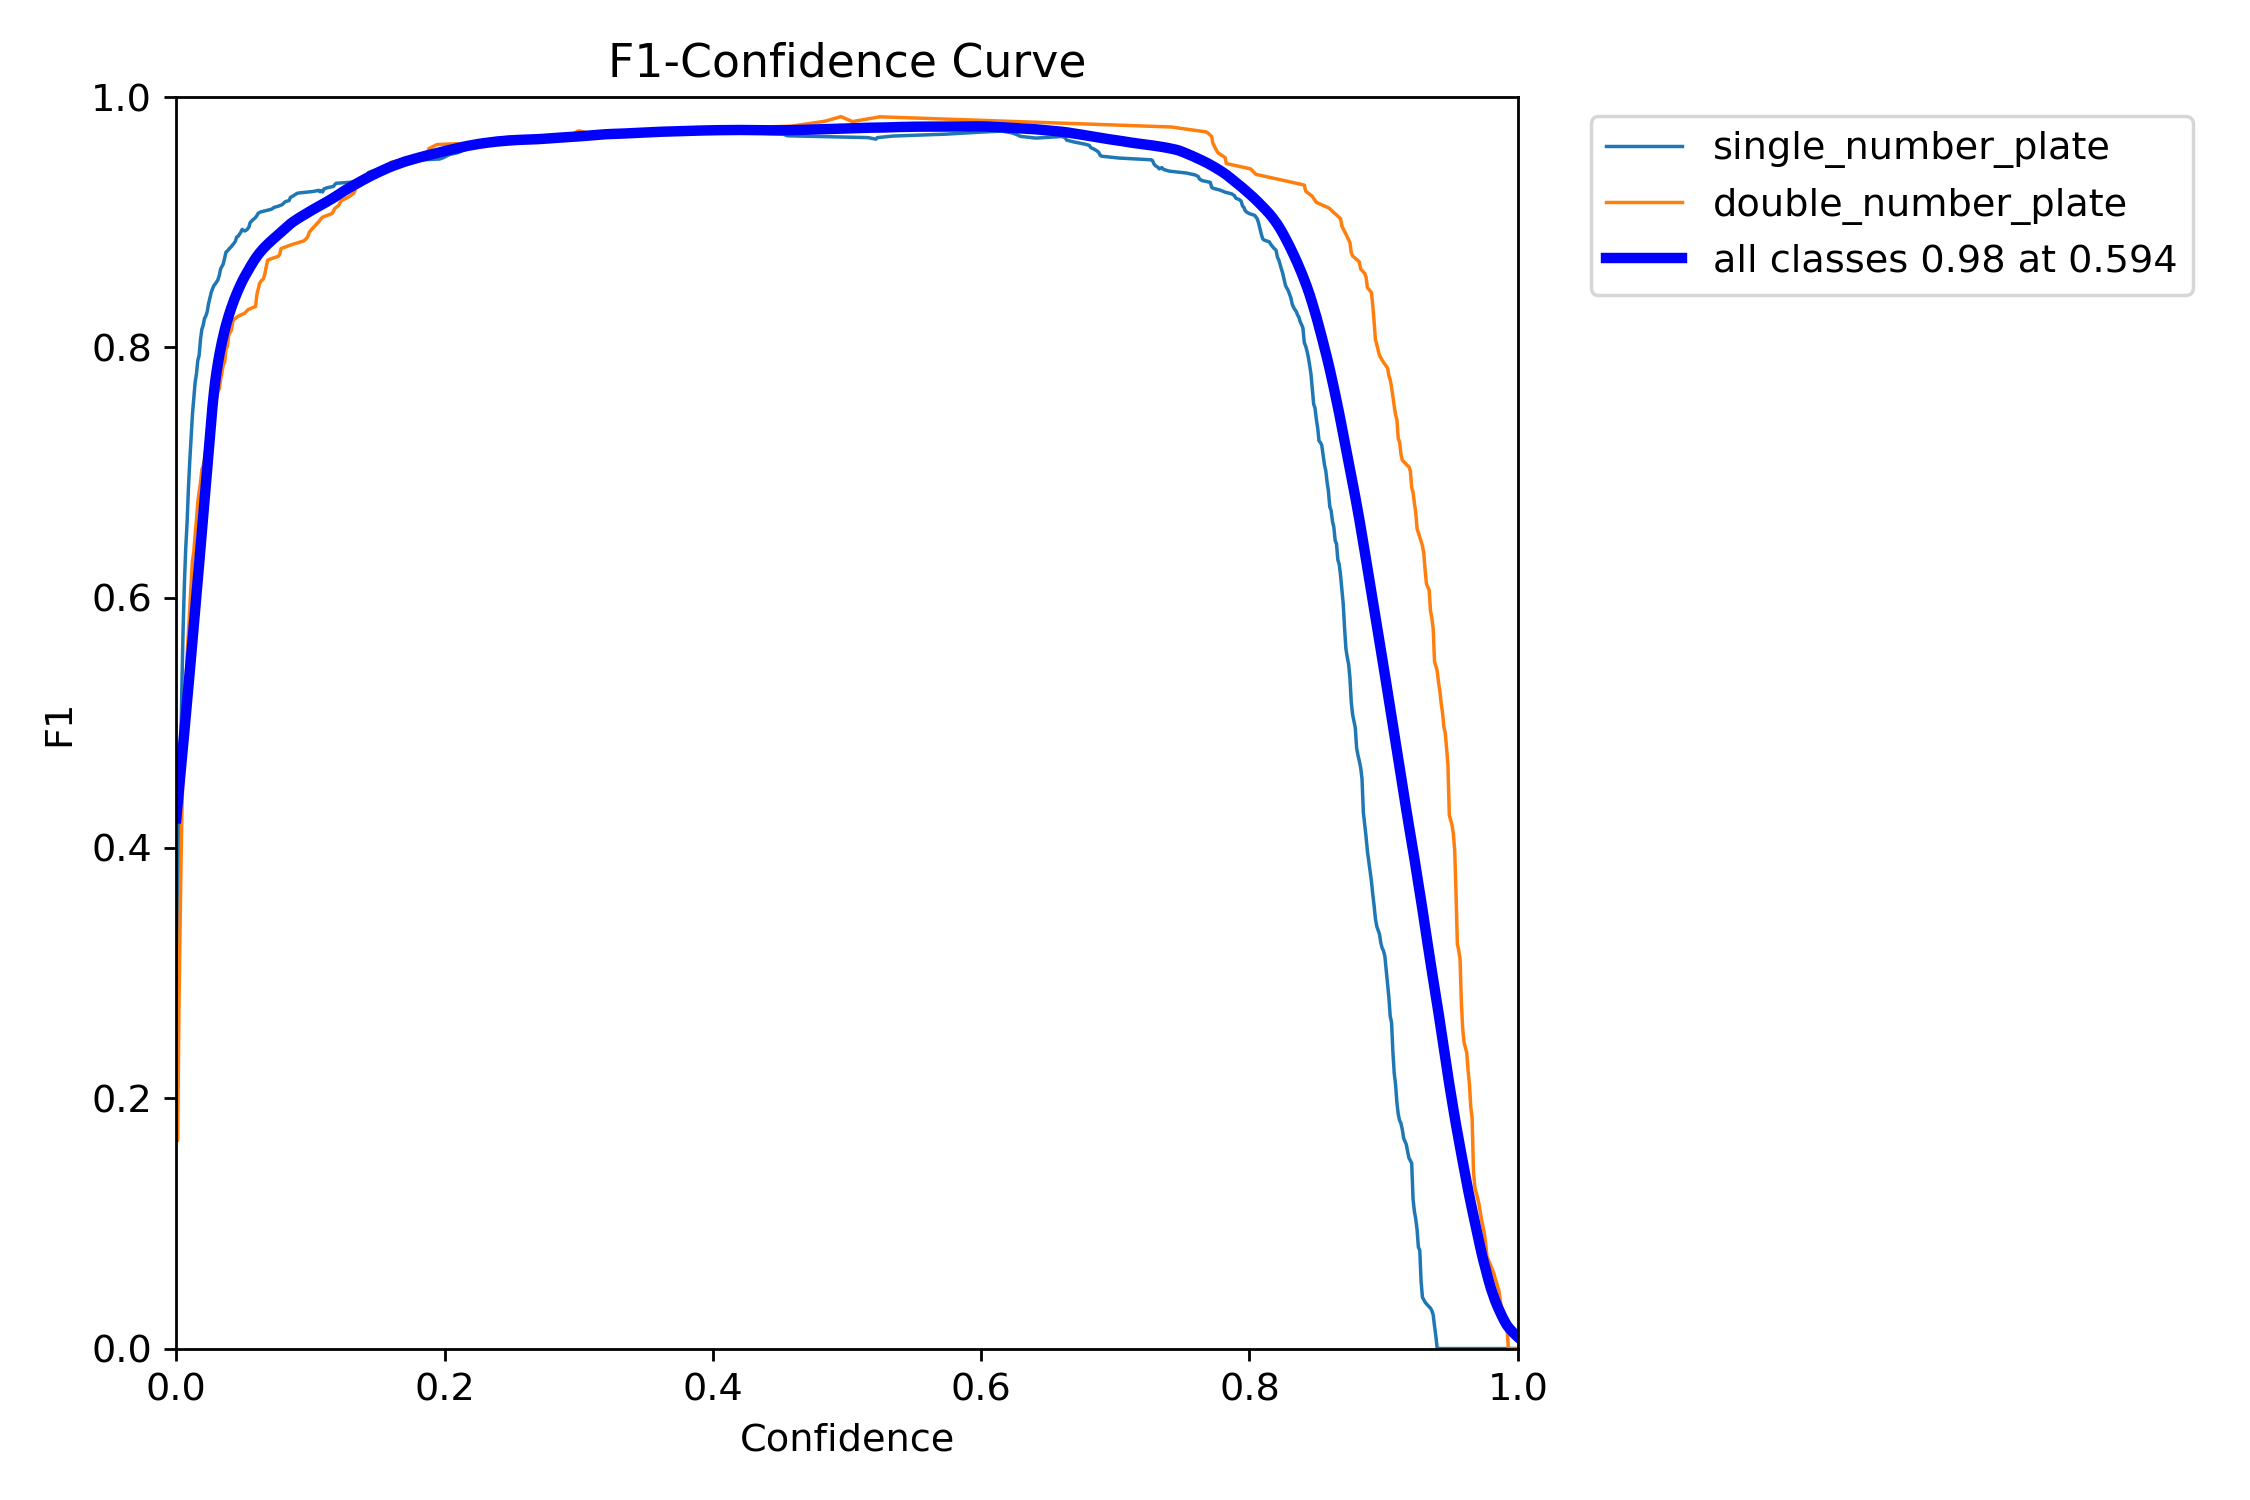 F1-Confidence Curve
single_number_plate
double_number_plate
all classes 0.98 at 0.594
1.0
0.8
0.6
0.4
0.2
0.0
F1
0.0 0.2 0.4 0.6 0.8 1.0
Confidence